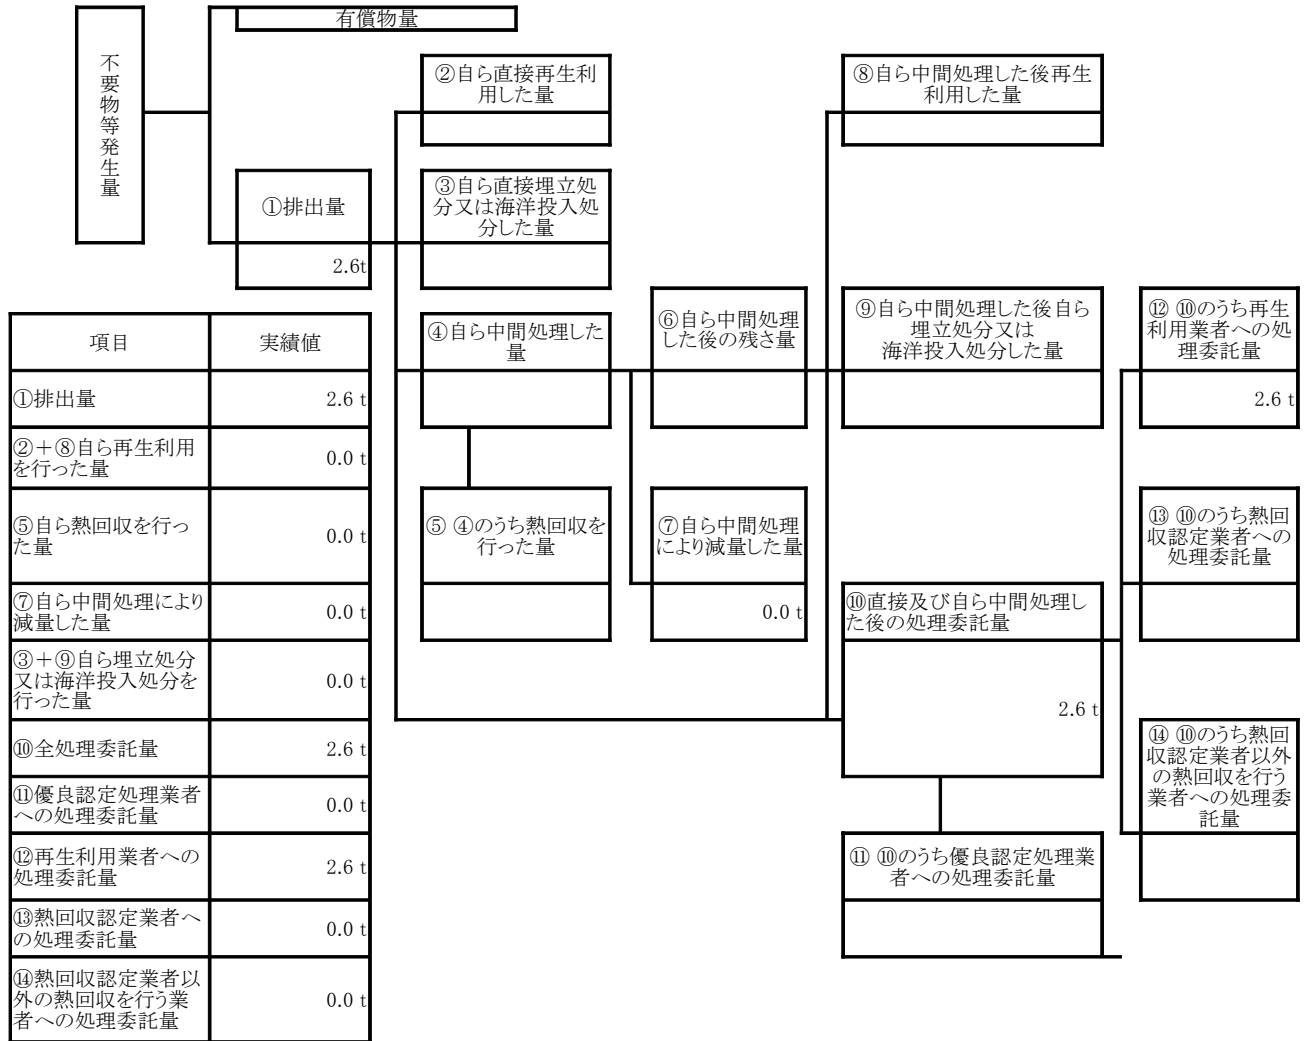 有償物量
不要物等発生量
②自ら直接再生利
用した量
⑧自ら中間処理した後再生
利用した量
①排出量
2.6t
③自ら直接埋立処
分又は海洋投入処
分した量
④自ら中間処理した
量
⑥自ら中間処理
した後の残さ量
⑨自ら中間処理した後自ら
埋立処分又は
海洋投入処分した量
⑫ ⑩のうち再生
利用業者への処
理委託量
2.6 t
⑤ ④のうち熱回収を
行った量
⑦自ら中間処理
により減量した量
0.0 t
⑩直接及び自ら中間処理し
た後の処理委託量
2.6 t
⑬ ⑩のうち熱回
収認定業者への
処理委託量
⑭ ⑩のうち熱回
収認定業者以外
の熱回収を行う
業者への処理委
託量
⑪ ⑩のうち優良認定処理業
者への処理委託量
項目 実績値
①排出量 2.6 t
②＋⑧自ら再生利用
を行った量 0.0 t
⑤自ら熱回収を行っ
た量 0.0 t
⑦自ら中間処理により
減量した量 0.0 t
③＋⑨自ら埋立処分
又は海洋投入処分を
行った量 0.0 t
⑩全処理委託量 2.6 t
⑪優良認定処理業者
への処理委託量 0.0 t
⑫再生利用業者への
処理委託量 2.6 t
⑬熱回収認定業者へ
の処理委託量 0.0 t
⑭熱回収認定業者以
外の熱回収を行う業
者への処理委託量 0.0 t